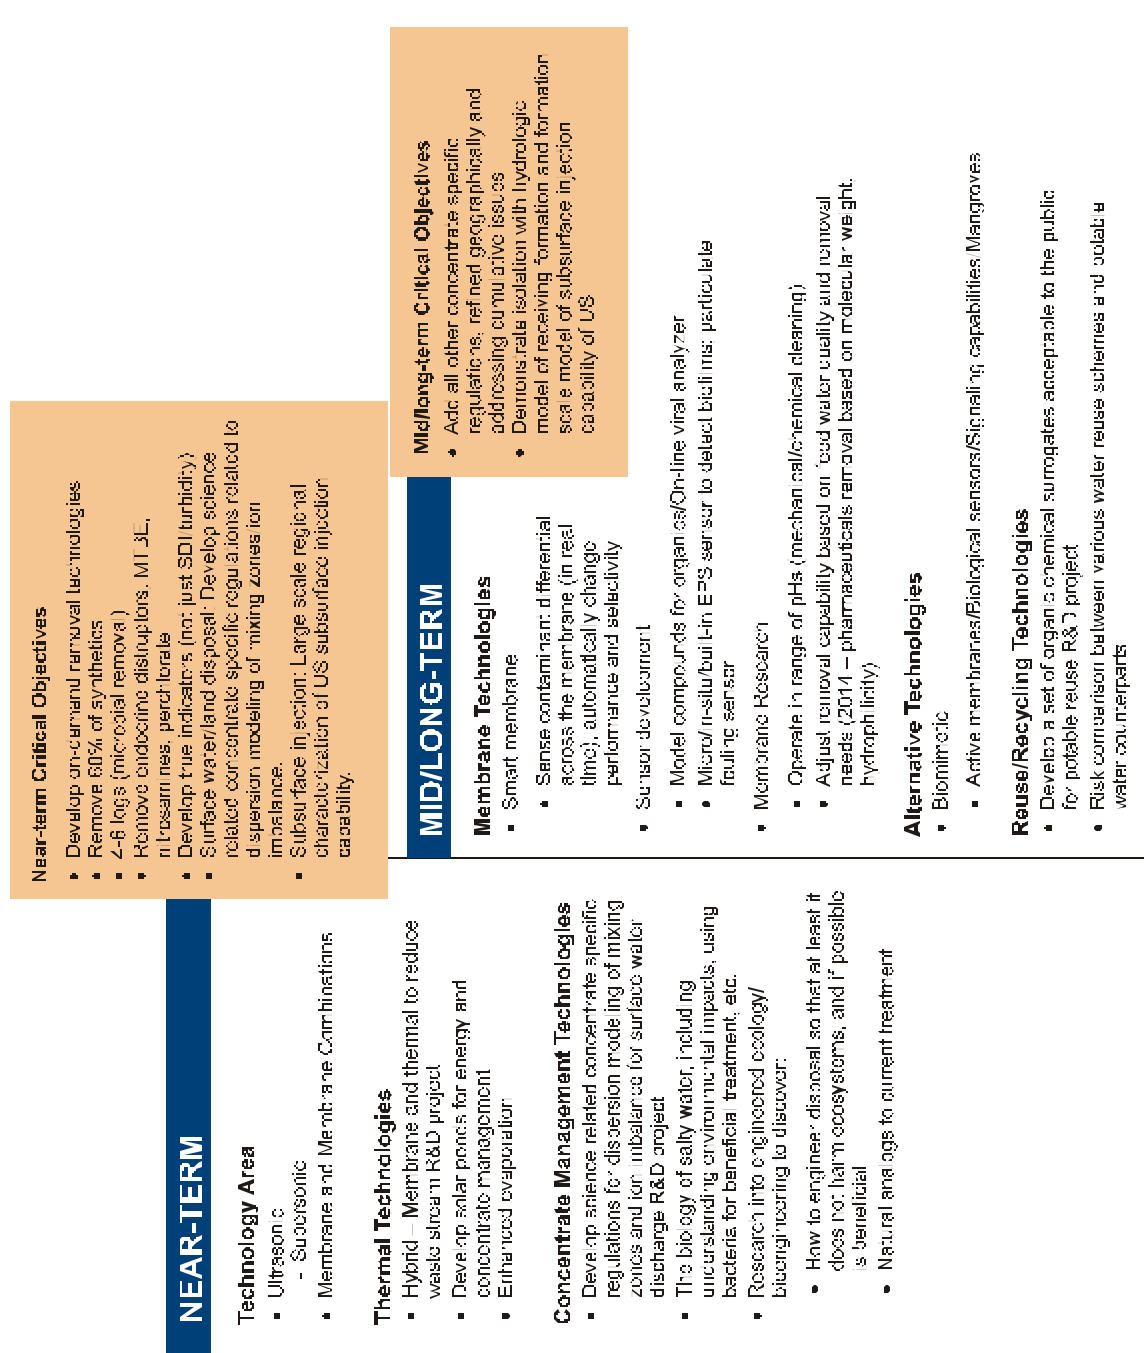 Near-term Critical Objectives
• Develop on-demand removal technologies
• Remove 60% of synthetics
• 4-6 logs (microbial removal)
• Remove endocrine disruptors, MTBE,
nitrosamines, perchlorate
• Develop true indicators (not just SDI/turbidity)
• Surface water/land disposal: Develop science
related concentrate specific regulations related to
dispersion modeling of mixing zones/ion
imbalance.
• Subsurface injection: Large scale regional
characterization of US subsurface injection
capability.
NEAR-TERM
Technology Area
• Ultrasonic
- Supersonic
• Membrane and Membrane Combinations
Thermal Technologies
• Hybrid – Membrane and thermal to reduce
waste stream R&D project
• Develop solar ponds for energy and
concentrate management
• Enhanced evaporation
Concentrate Management Technologies
• Develop science related concentrate specific
regulations for dispersion modeling of mixing
zones and ion imbalance for surface water
discharge R&D project
• The biology of salty water, including
understanding environmental impacts, using
bacteria for beneficial treatment, etc.
• Research into engineered ecology/
bioengineering to discover:
• How to engineer disposal so that at least it
does not harm ecosystems, and if possible
is beneficial
• Natural analogs to current treatment
Mid/long-term Critical Objectives
• Add all other concentrate specific
regulations, refined geographically and
addressing cumulative issues
• Demonstrate isolation with hydrologic
model of receiving formation and formation
scale model of subsurface injection
capability of US
MID/LONG-TERM
Membrane Technologies
• Smart membrane
• Sense contaminant differential
across the membrane (in real
time), automatically change
performance and selectivity
• Sensor development
• Model compounds for organics/On-line viral analyzer
• Micro/in-situ/built-in EPS sensor to detect biofilms; particulate
fouling sensor
• Membrane Research
• Operate in range of pHs (mechanical/chemical cleaning)
• Adjust removal capability based on feed water quality and removal
needs (2014 – pharmaceuticals removal based on molecular weight,
hydrophilicity)
Alternative Technologies
• Biomimetic
• Active membranes/Biological sensors/Signaling capabilities/Mangroves
Reuse/Recycling Technologies
• Develop a set of organic chemical surrogates acceptable to the public
for potable reuse R&D project
• Risk comparison between various water reuse schemes and potable
water counterparts